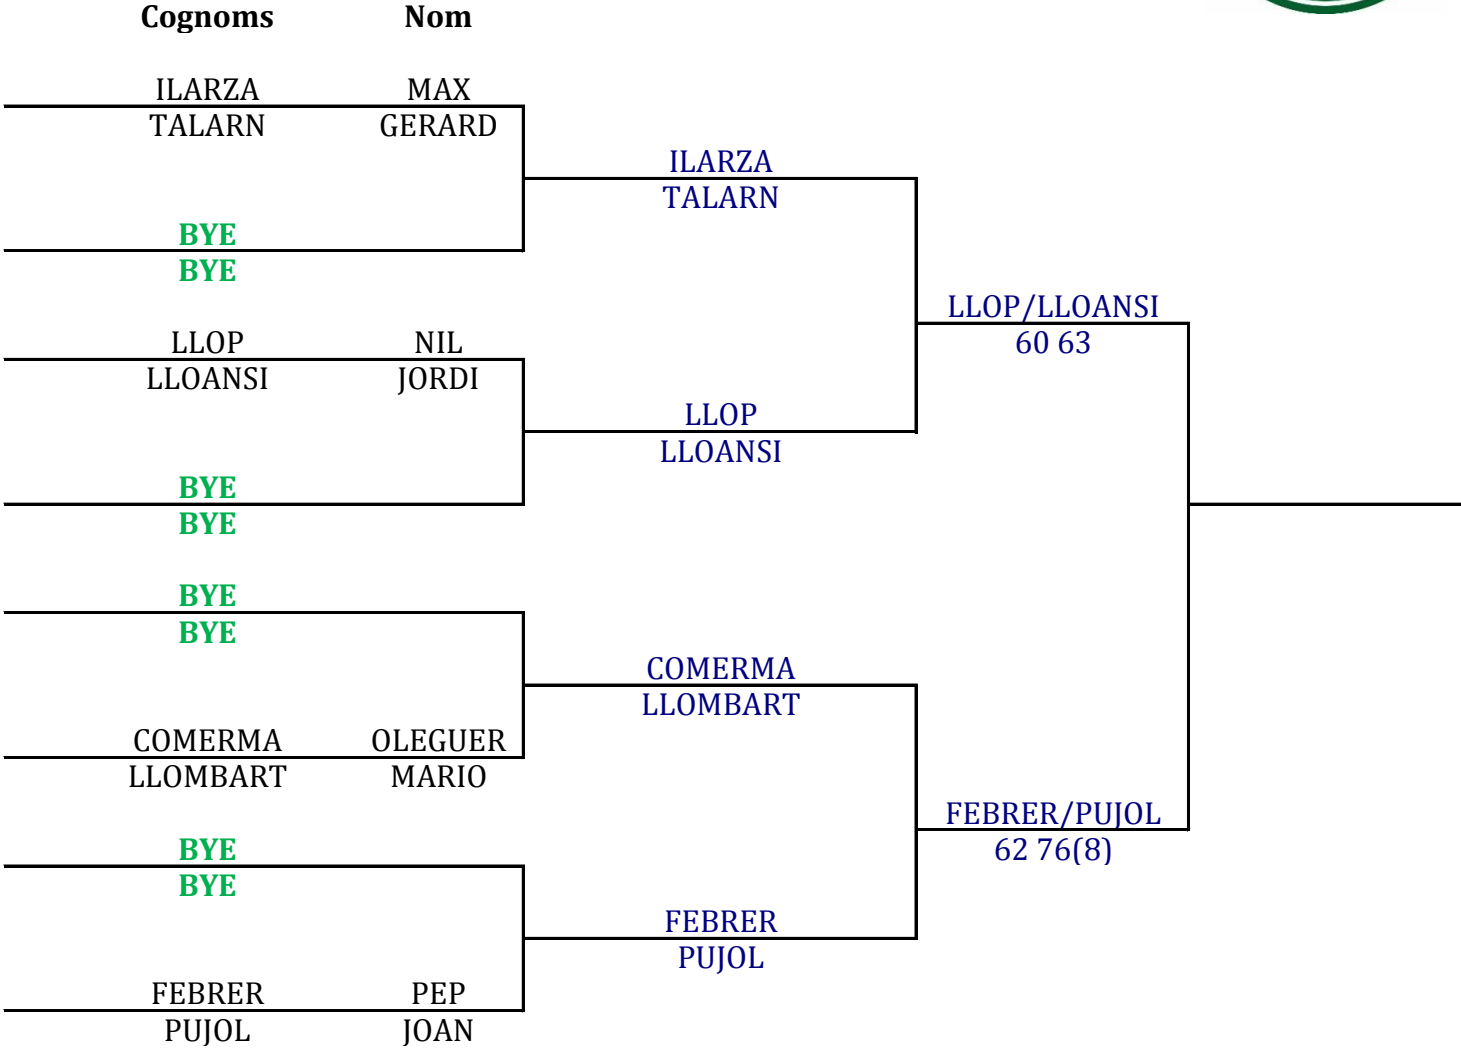 Cognoms Nom
ILARZA MAX
TALARN GERARD
ILARZA
TALARN
BYE
BYE
LLOP/LLOANSI
60 63
LLOP NIL
LLOANSI JORDI
LLOP
LLOANSI
BYE
BYE
BYE
BYE
COMERMA
LLOMBART
COMERMA OLEGUER
LLOMBART MARIO
FEBRER/PUJOL
62 76(8)
BYE
BYE
FEBRER
PUJOL
FEBRER PEP
PUJOL JOAN